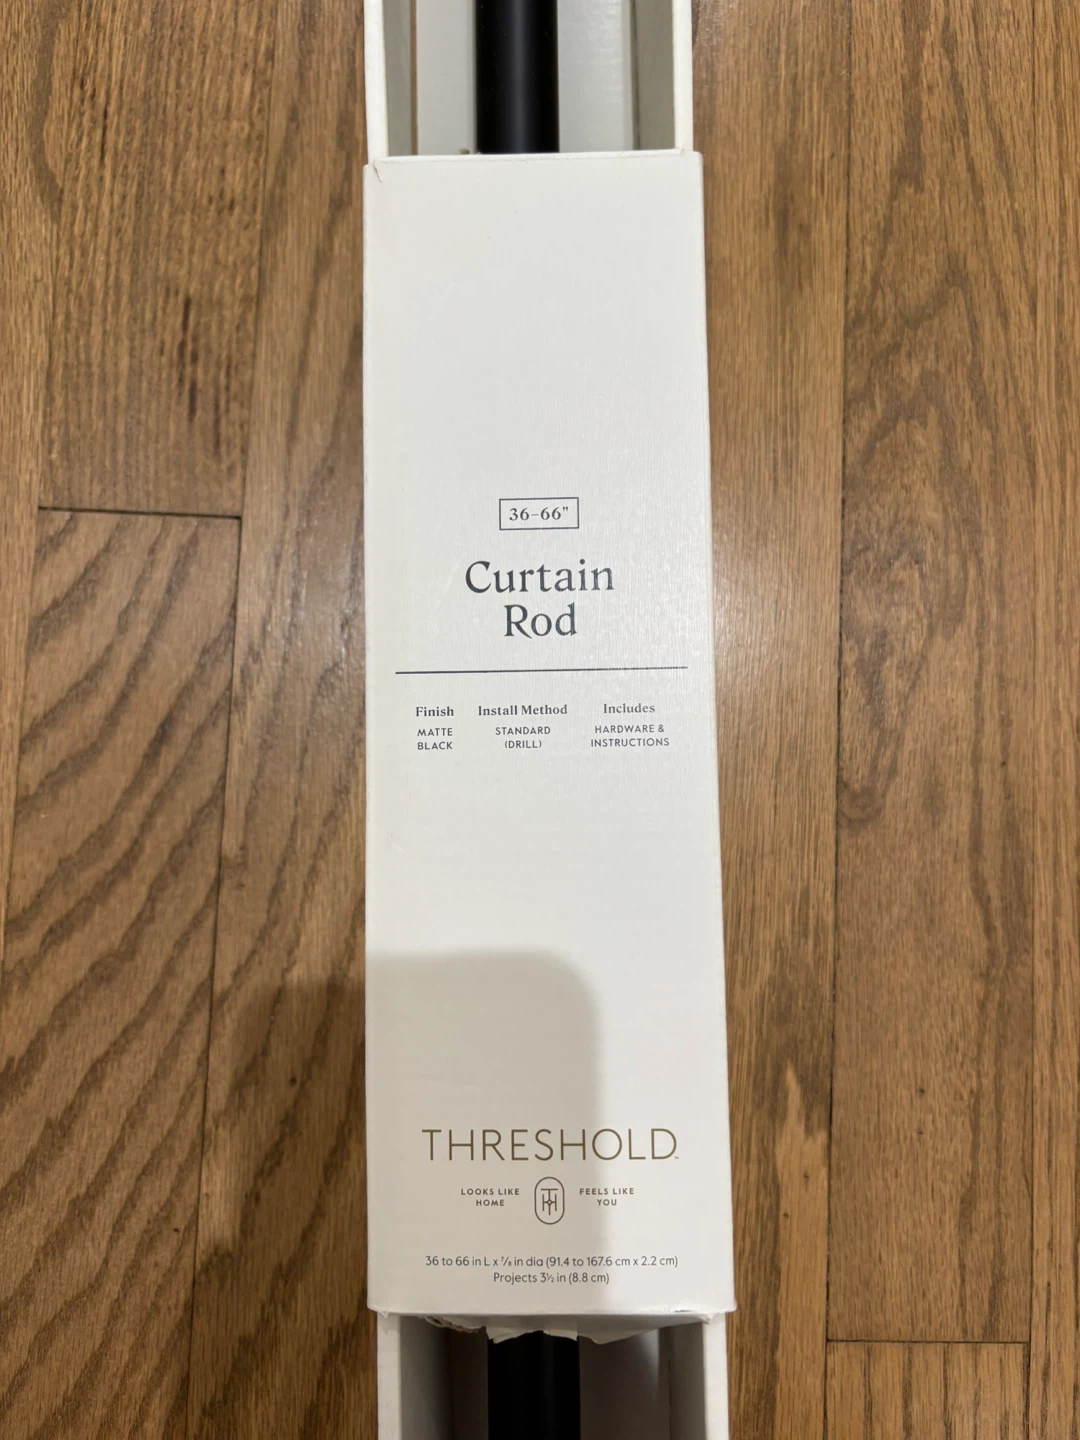 36–66"
Curtain
Rod
Finish Install Method Includes
MATTE STANDARD HARDWARE &
BLACK (DRILL) INSTRUCTIONS
THRESHOLD™
LOOKS LIKE FEELS LIKE
HOME YOU
36 to 66 in L x ⅞ in dia (91.4 to 167.6 cm x 2.2 cm)
Projects 3½ in (8.8 cm)